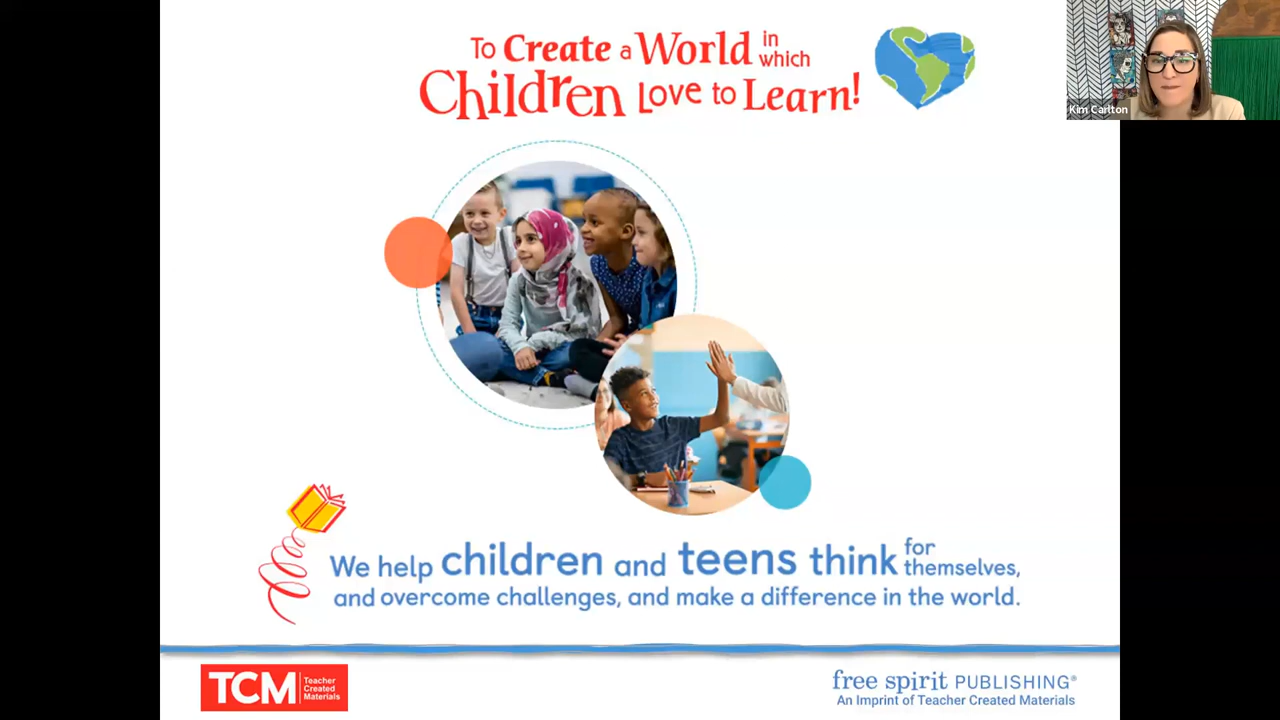 To Create a World in which
Children Love to Learn!
Kim Carlton
We help children and teens think for themselves,
and overcome challenges, and make a difference in the world.
TCM Teacher Created Materials
free spirit PUBLISHING®
An Imprint of Teacher Created Materials